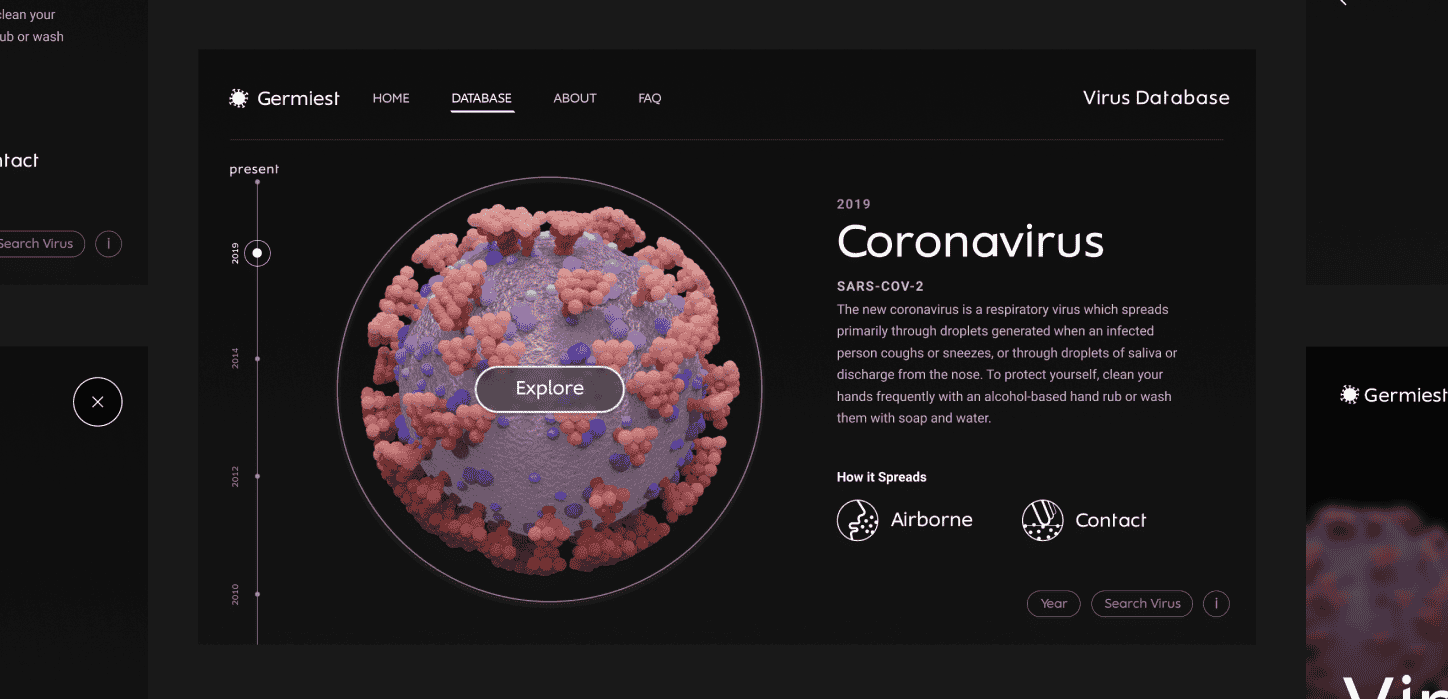 clean your
rub or wash
ntact
Search Virus
i
Germiest
HOME
DATABASE
ABOUT
FAQ
Virus Database
present
2019
2014
2012
2010
Explore
2019
Coronavirus
SARS-COV-2
The new coronavirus is a respiratory virus which spreads
primarily through droplets generated when an infected
person coughs or sneezes, or through droplets of saliva or
discharge from the nose. To protect yourself, clean your
hands frequently with an alcohol-based hand rub or wash
them with soap and water.
How it Spreads
Airborne
Contact
Year
Search Virus
i
Germiest